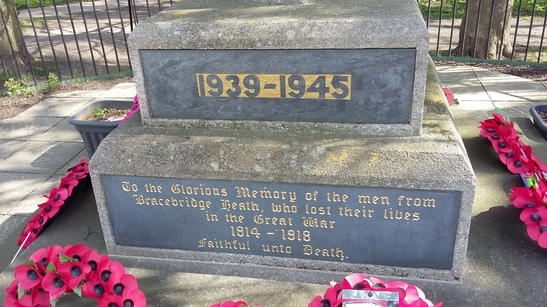 1939-1945
To the Glorious Memory of the men from
Bracebridge Heath, who lost their lives
in the Great War
1914 - 1918
Faithful unto Death.